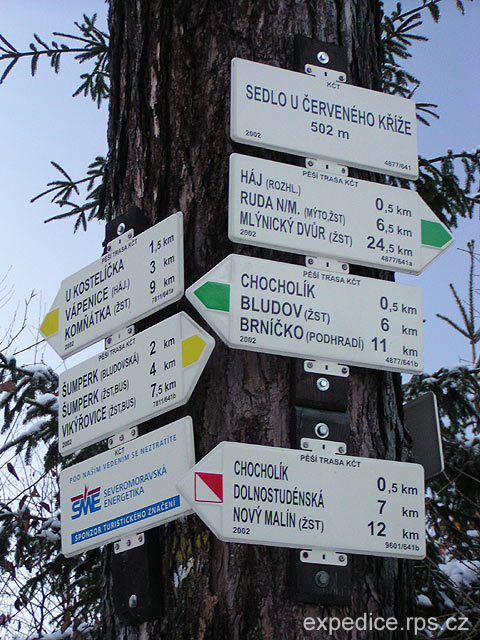 KČT
SEDLO U ČERVENÉHO KŘÍŽE
502 m
2002
4877/641
PĚŠÍ TRASA KČT
HÁJ (ROZHL.) 0,5 km
RUDA N/M. (MÝTO,ŽST) 6,5 km
MLÝNICKÝ DVŮR (ŽST) 24,5 km
2002
4877/641a
PĚŠÍ TRASA KČT
CHOCHOLÍK 0,5 km
BLUDOV (ŽST) 6 km
BRNÍČKO (PODHRADÍ) 11 km
2002
4877/641b
PĚŠÍ TRASA KČT
CHOCHOLÍK 0,5 km
DOLNOSTUDÉNSKÁ 7 km
NOVÝ MALÍN (ŽST) 12 km
2002
9601/641b
PĚŠÍ TRASA KČT
U KOSTELÍČKA 1,5 km
VÁPENICE (HÁJ.) 3 km
KOMŇÁTKA (ŽST) 9 km
2002
7811/641a
PĚŠÍ TRASA KČT
ŠUMPERK (BLUDOVSKÁ) 2 km
ŠUMPERK (ŽST,BUS) 4 km
VIKÝŘOVICE (ŽST,BUS) 7,5 km
2002
7811/641b
KČT
POD NAŠÍM VEDENÍM SE NEZTRATÍTE
SME
SEVEROMORAVSKÁ
ENERGETIKA
SPONZOR TURISTICKÉHO ZNAČENÍ
expedice.rps.cz